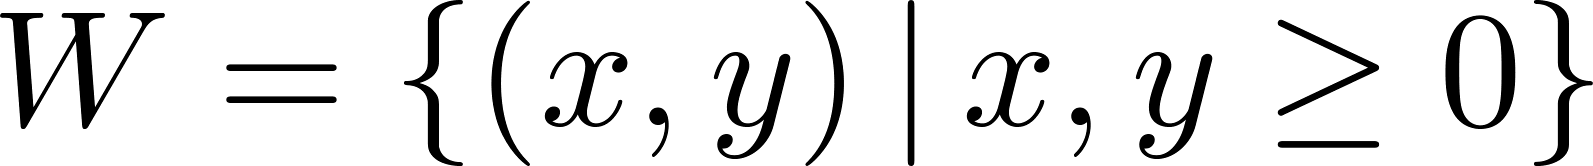 W = {(x, y) | x, y ≥ 0}